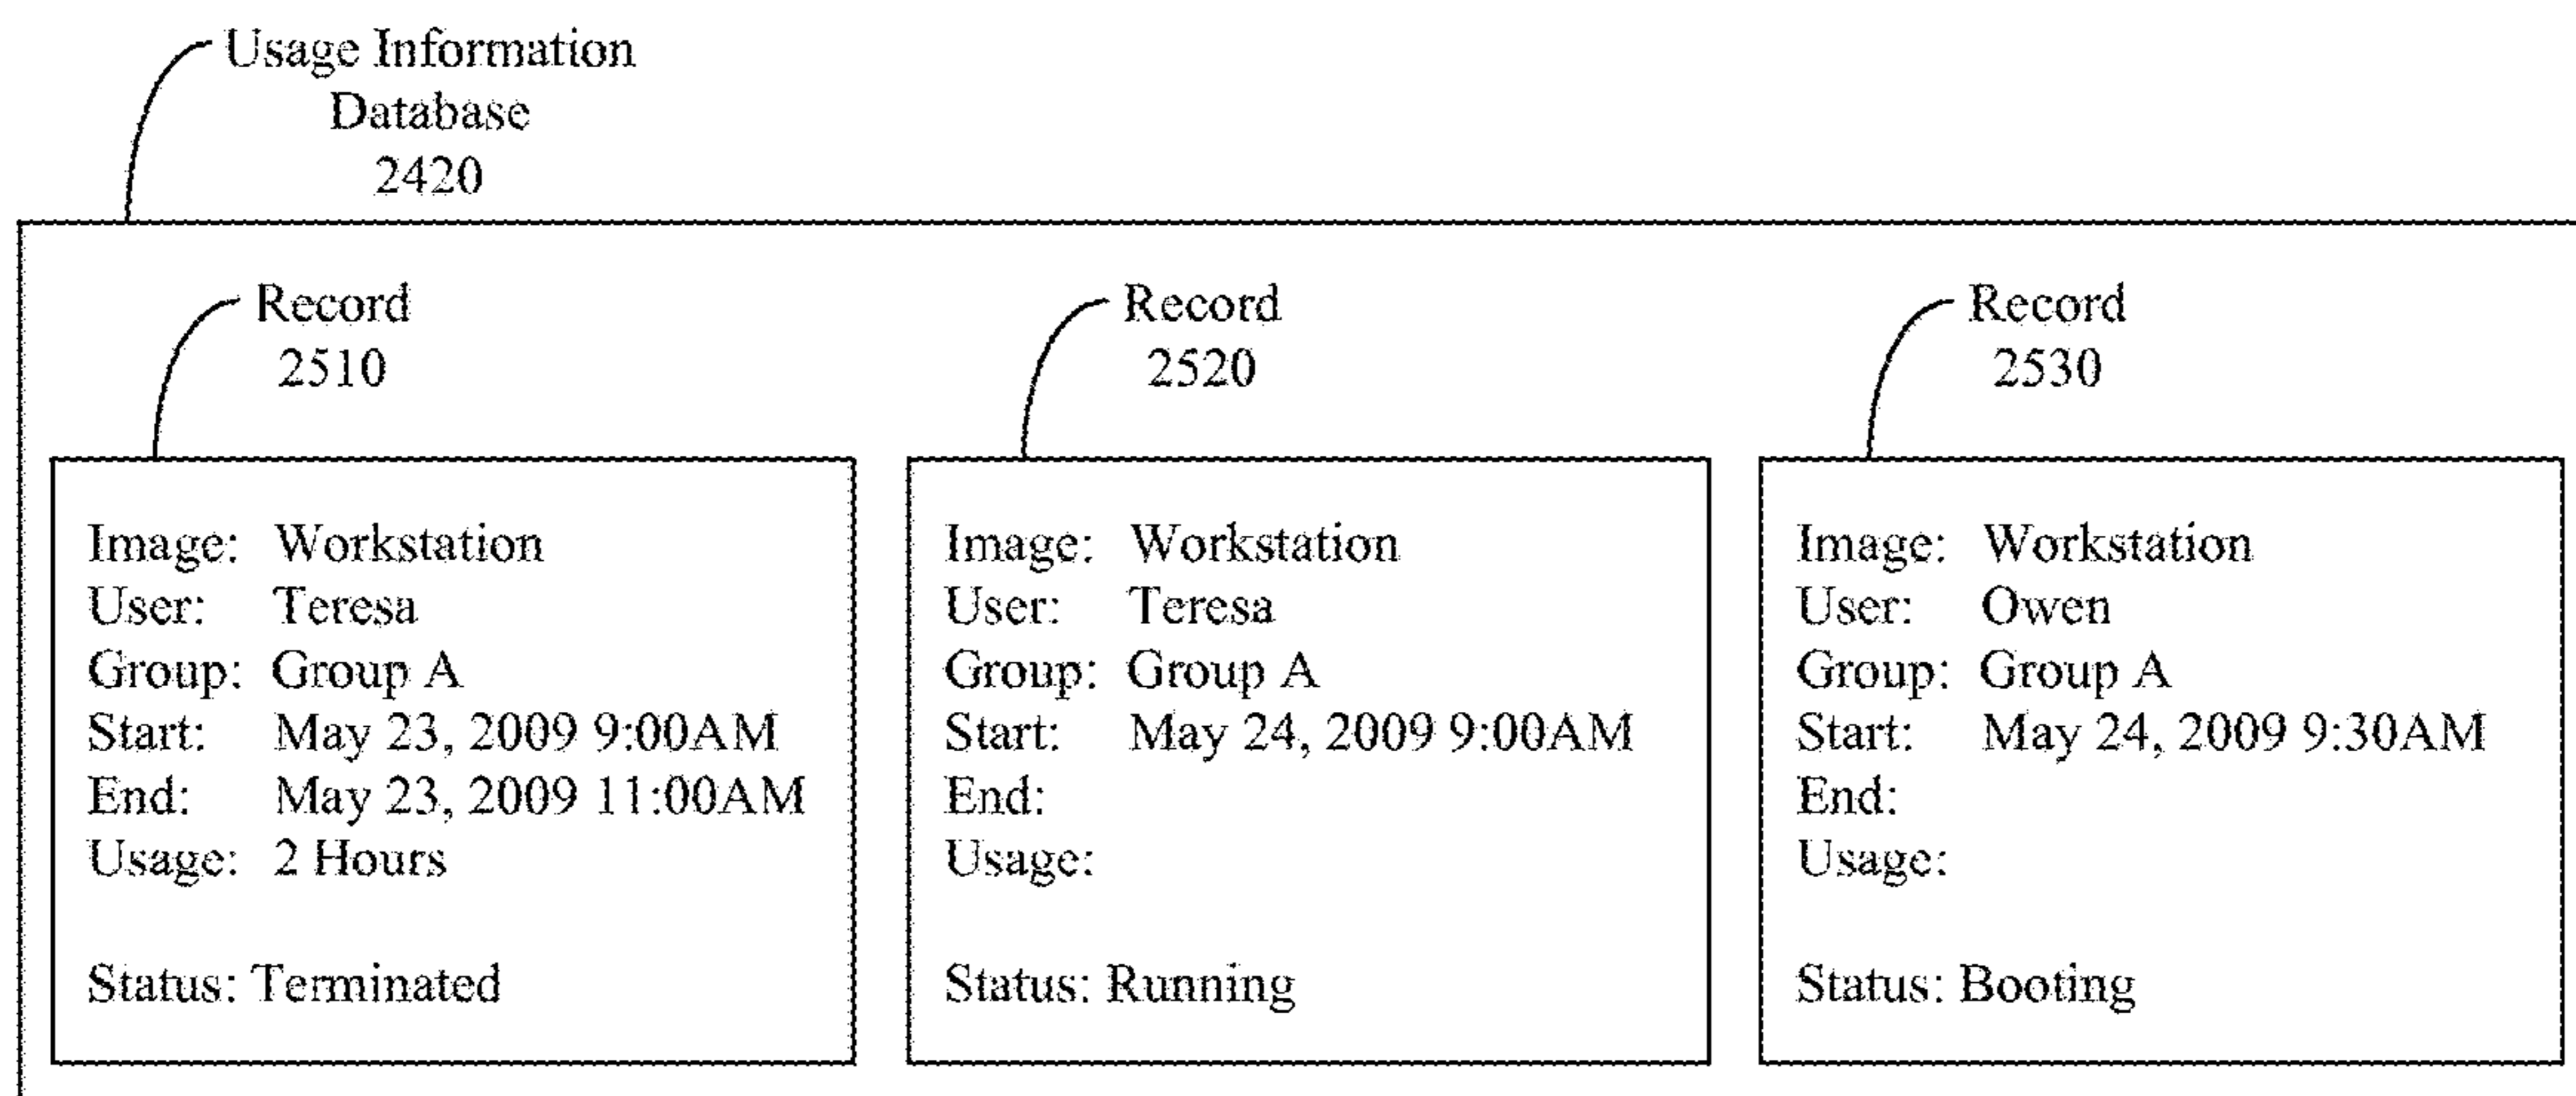 Usage Information
Database
2420
Record
2510
Record
2520
Record
2530
Image: Workstation
User: Teresa
Group: Group A
Start: May 23, 2009 9:00AM
End: May 23, 2009 11:00AM
Usage: 2 Hours
Status: Terminated
Image: Workstation
User: Teresa
Group: Group A
Start: May 24, 2009 9:00AM
End:
Usage:
Status: Running
Image: Workstation
User: Owen
Group: Group A
Start: May 24, 2009 9:30AM
End:
Usage:
Status: Booting